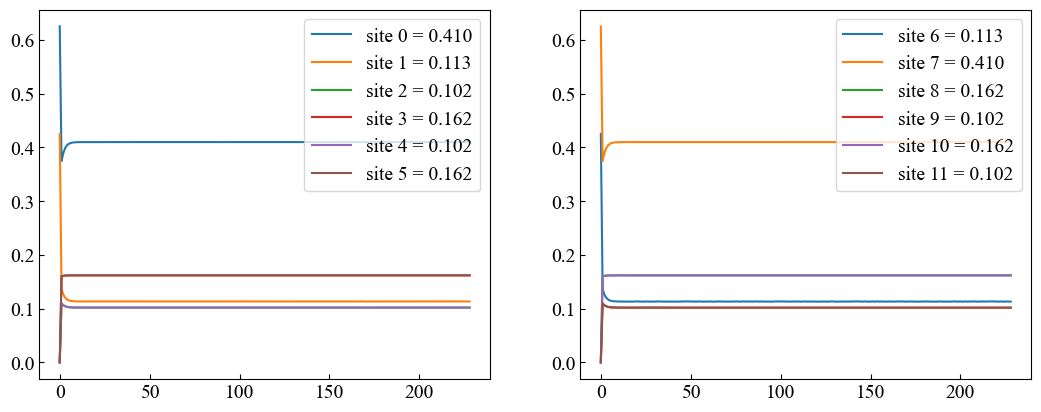 0.6
0.5
0.4
0.3
0.2
0.1
0.0
0 50 100 150 200
site 0 = 0.410
site 1 = 0.113
site 2 = 0.102
site 3 = 0.162
site 4 = 0.102
site 5 = 0.162
0.6
0.5
0.4
0.3
0.2
0.1
0.0
0 50 100 150 200
site 6 = 0.113
site 7 = 0.410
site 8 = 0.162
site 9 = 0.102
site 10 = 0.162
site 11 = 0.102